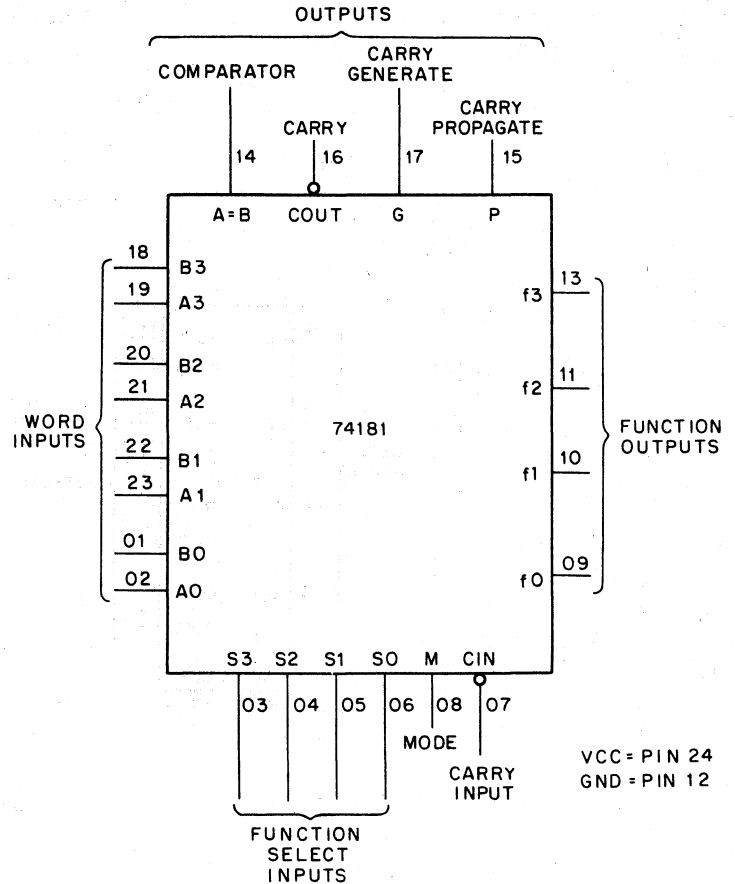 OUTPUTS
COMPARATOR
CARRY
GENERATE
CARRY
CARRY
PROPAGATE
14
16
17
15
A=B
COUT
G
P
18
B3
19
A3
20
B2
21
A2
22
B1
23
A1
01
B0
02
A0
WORD
INPUTS
74181
f3
13
f2
11
f1
10
f0
09
FUNCTION
OUTPUTS
S3
S2
S1
S0
M
CIN
03
04
05
06
08
07
MODE
CARRY
INPUT
FUNCTION
SELECT
INPUTS
VCC = PIN 24
GND = PIN 12